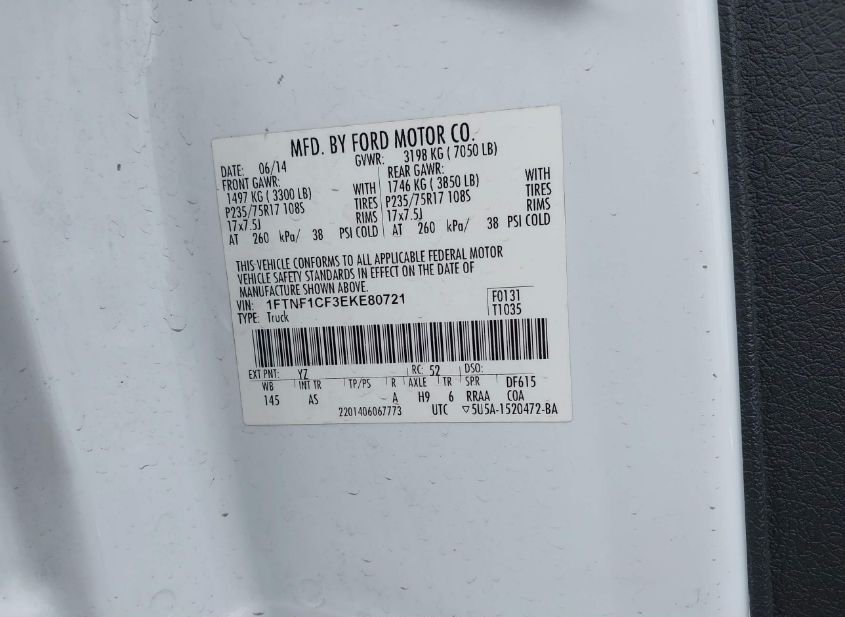 MFD. BY FORD MOTOR CO.
DATE: 06/14
GVWR: 3198 KG ( 7050 LB)
FRONT GAWR:
1497 KG ( 3300 LB) WITH
P235/75R17 108S TIRES
17x7.5J RIMS
AT 260 kPa/ 38 PSI COLD
REAR GAWR:
1746 KG ( 3850 LB) WITH
P235/75R17 108S TIRES
17x7.5J RIMS
AT 260 kPa/ 38 PSI COLD
THIS VEHICLE CONFORMS TO ALL APPLICABLE FEDERAL MOTOR
VEHICLE SAFETY STANDARDS IN EFFECT ON THE DATE OF
MANUFACTURE SHOWN ABOVE.
VIN: 1FTNF1CF3EKE80721 F0131
TYPE: Truck T1035
EXT PNT: YZ RC: 52 DSO:
WB INT TR TP/PS R AXLE TR SPR DF615
145 AS A H9 6 RRAA COA
2201406067773 UTC ▽5U5A-1520472-BA